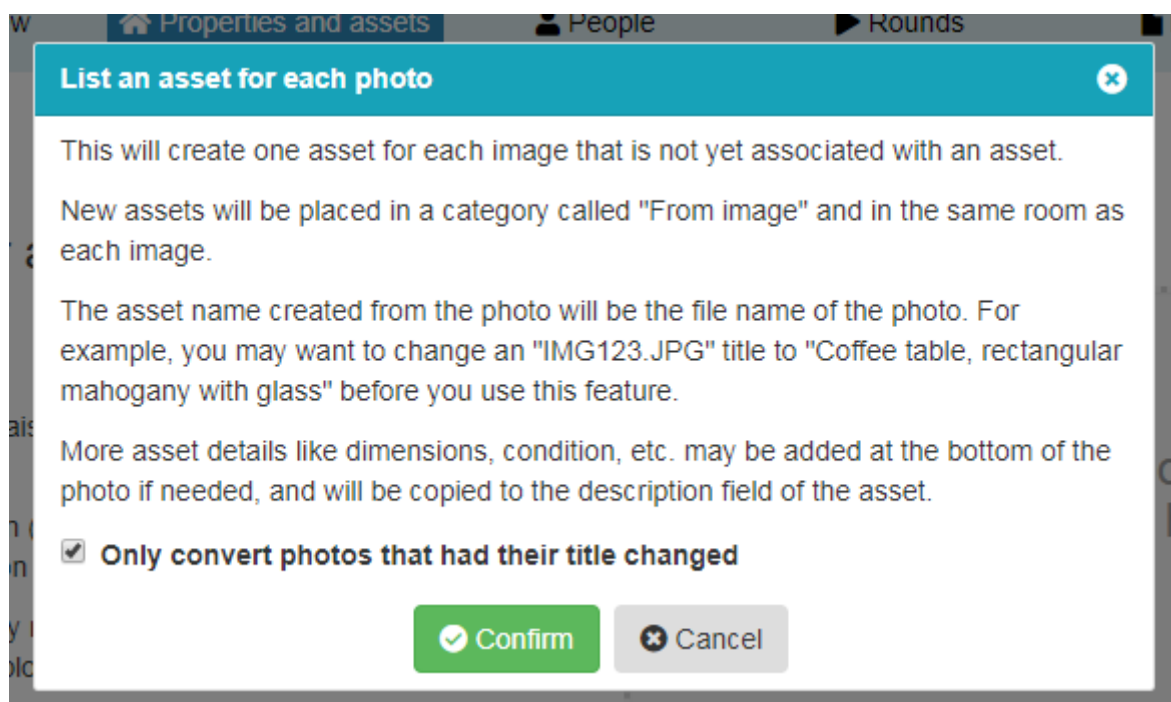 w Properties and assets People Rounds
List an asset for each photo
This will create one asset for each image that is not yet associated with an asset.
New assets will be placed in a category called "From image" and in the same room as
each image.
The asset name created from the photo will be the file name of the photo. For
example, you may want to change an "IMG123.JPG" title to "Coffee table, rectangular
mahogany with glass" before you use this feature.
More asset details like dimensions, condition, etc. may be added at the bottom of the
photo if needed, and will be copied to the description field of the asset.
Only convert photos that had their title changed
Confirm Cancel